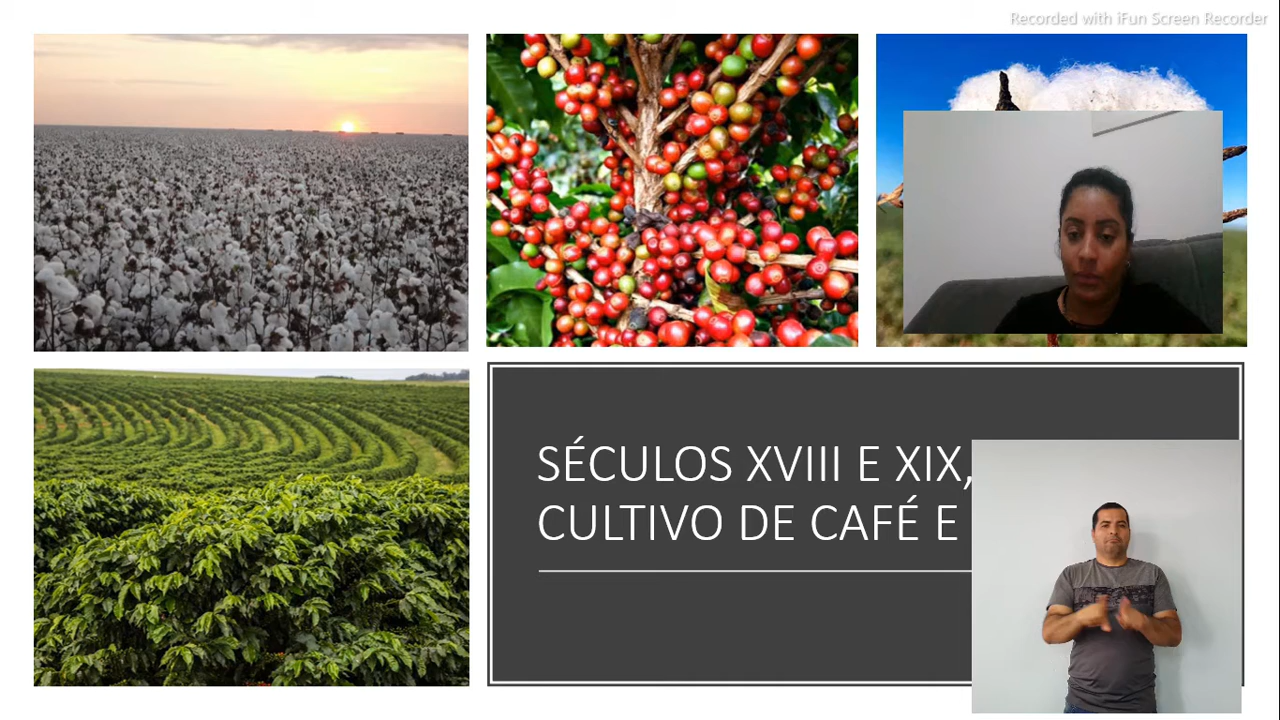 Recorded with iFun Screen Recorder
SÉCULOS XVIII E XIX,
CULTIVO DE CAFÉ E